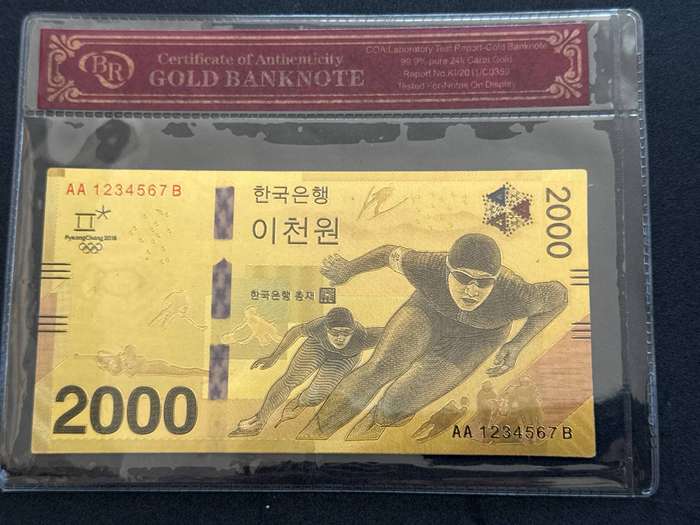 BR
Certificate of Authenticity
GOLD BANKNOTE
COA:Laboratory Test Report-Gold Banknote
99.9% pure 24k Carat Gold
Tested For:Notes On Display
AA 1234567 B
한국은행
이천원
2000
PyeongChang 2018
한국은행 총재
2000
AA 1234567 B